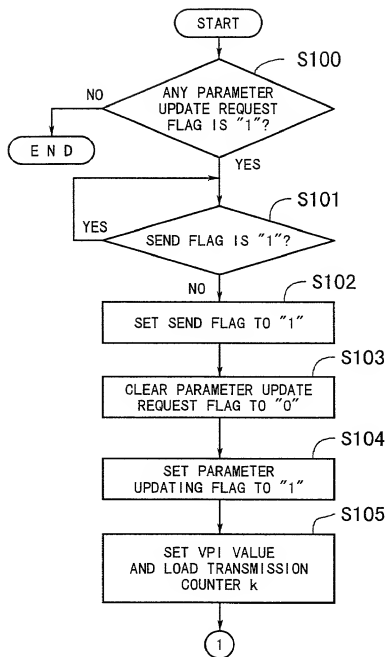 START
S100
ANY PARAMETER
UPDATE REQUEST
FLAG IS "1"?
NO
END
YES
S101
SEND FLAG IS "1"?
YES
NO
S102
SET SEND FLAG TO "1"
S103
CLEAR PARAMETER UPDATE
REQUEST FLAG TO "0"
S104
SET PARAMETER
UPDATING FLAG TO "1"
S105
SET VPI VALUE
AND LOAD TRANSMISSION
COUNTER k
1